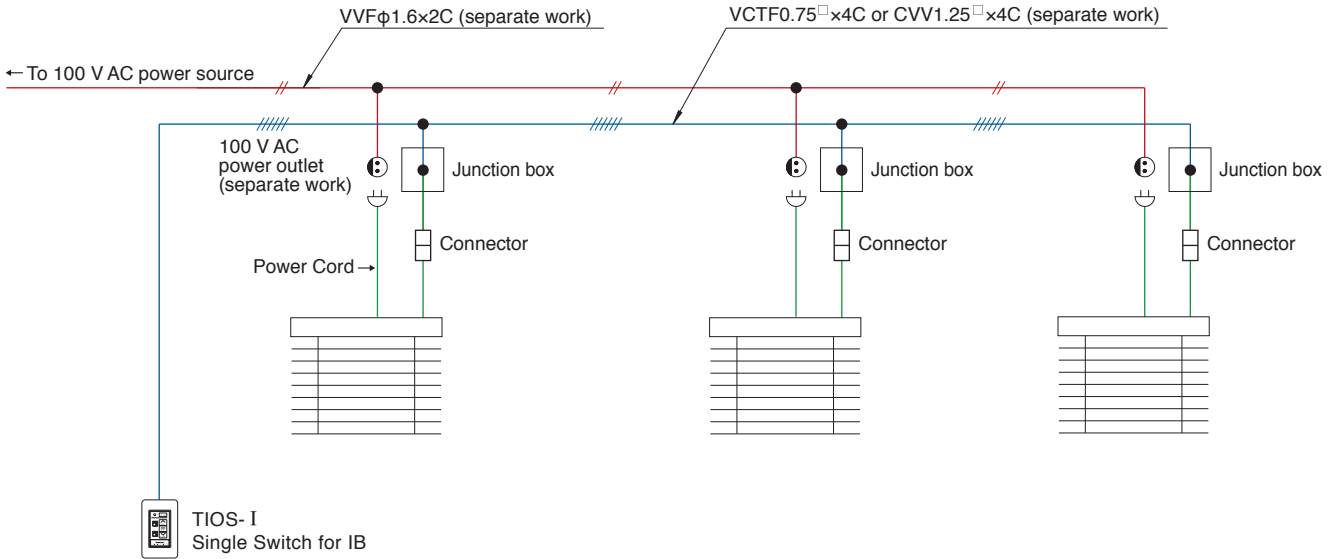 VVFφ1.6×2C (separate work)
VCTF0.75□×4C or CVV1.25□×4C (separate work)
←To 100 V AC power source
100 V AC
power outlet
(separate work)
Junction box
Junction box
Junction box
Connector
Connector
Connector
Power Cord→
TIOS-Ⅰ
Single Switch for IB